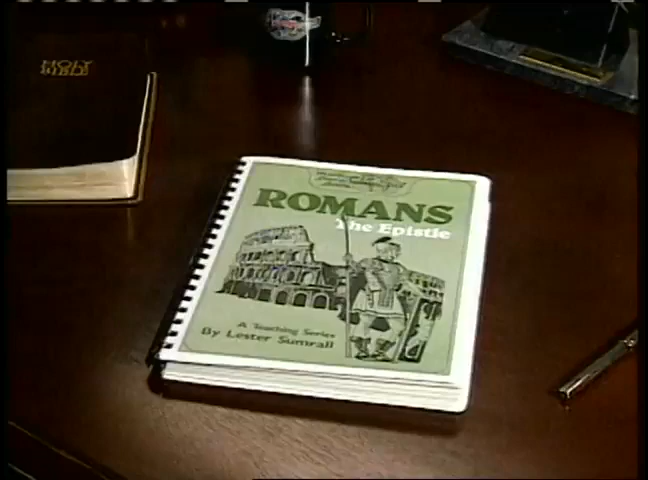 HOLY
BIBLE
ROMANS
The Epistle
A Teaching Series
By Lester Sumrall